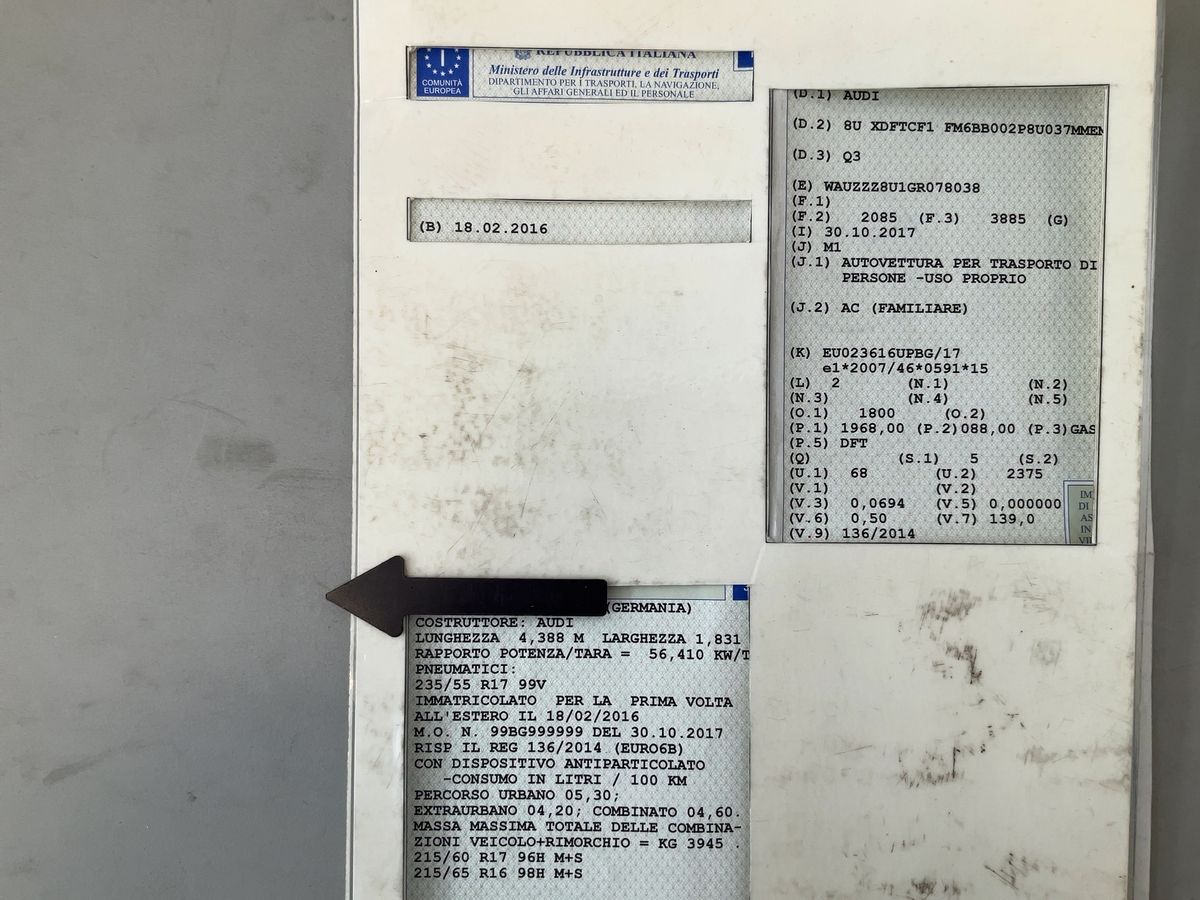 I
COMUNITÀ
EUROPEA
REPUBBLICA ITALIANA
Ministero delle Infrastrutture e dei Trasporti
DIPARTIMENTO PER I TRASPORTI, LA NAVIGAZIONE,
GLI AFFARI GENERALI ED IL PERSONALE
(B) 18.02.2016
(D.1) AUDI
(D.2) 8U XDFTCF1 FM6BB002P8U037MMEM
(D.3) Q3
(E) WAUZZZ8U1GR078038
(F.1)
(F.2) 2085 (F.3) 3885 (G)
(I) 30.10.2017
(J) M1
(J.1) AUTOVETTURA PER TRASPORTO DI
PERSONE -USO PROPRIO
(J.2) AC (FAMILIARE)
(K) EU023616UPBG/17
e1*2007/46*0591*15
(L) 2 (N.1) (N.2)
(N.3) (N.4) (N.5)
(O.1) 1800 (O.2)
(P.1) 1968,00 (P.2)088,00 (P.3)GAS
(P.5) DFT
(Q) (S.1) 5 (S.2)
(U.1) 68 (U.2) 2375
(V.1) (V.2)
(V.3) 0,0694 (V.5) 0,000000
(V.6) 0,50 (V.7) 139,0
(V.9) 136/2014
IM
DI
AS
IN
VII
(GERMANIA)
COSTRUTTORE: AUDI
LUNGHEZZA 4,388 M LARGHEZZA 1,831
RAPPORTO POTENZA/TARA = 56,410 KW/T
PNEUMATICI:
235/55 R17 99V
IMMATRICOLATO PER LA PRIMA VOLTA
ALL'ESTERO IL 18/02/2016
M.O. N. 99BG999999 DEL 30.10.2017
RISP IL REG 136/2014 (EURO6B)
CON DISPOSITIVO ANTIPARTICOLATO
-CONSUMO IN LITRI / 100 KM
PERCORSO URBANO 05,30;
EXTRAURBANO 04,20; COMBINATO 04,60.
MASSA MASSIMA TOTALE DELLE COMBINA-
ZIONI VEICOLO+RIMORCHIO = KG 3945 .
215/60 R17 96H M+S
215/65 R16 98H M+S